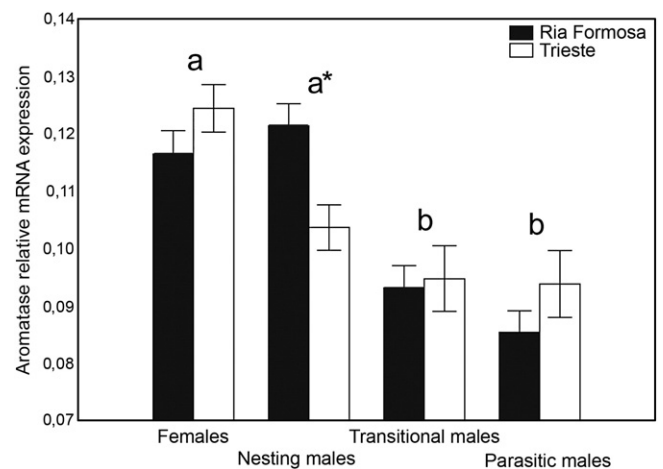 Aromatase relative mRNA expression
0,14
0,13
0,12
0,11
0,10
0,09
0,08
0,07
Ria Formosa
Trieste
a
a*
b
b
Females
Nesting males
Transitional males
Parasitic males